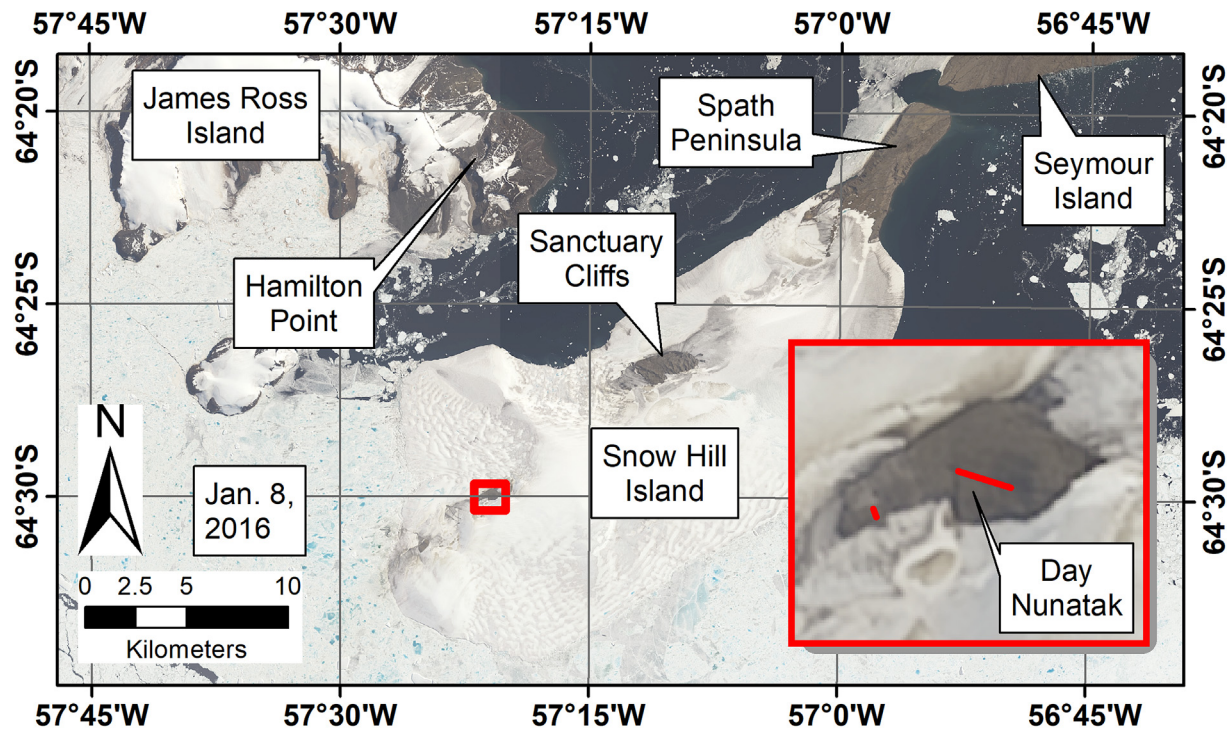 57°45'W 57°30'W 57°15'W 57°0'W 56°45'W
64°20'S
64°20'S
James Ross
Island
Spath
Peninsula
Seymour
Island
Sanctuary
Cliffs
Hamilton
Point
64°25'S
64°25'S
Snow Hill
Island
N
Jan. 8,
2016
64°30'S
64°30'S
Day
Nunatak
0 2.5 5 10
Kilometers
57°45'W 57°30'W 57°15'W 57°0'W 56°45'W